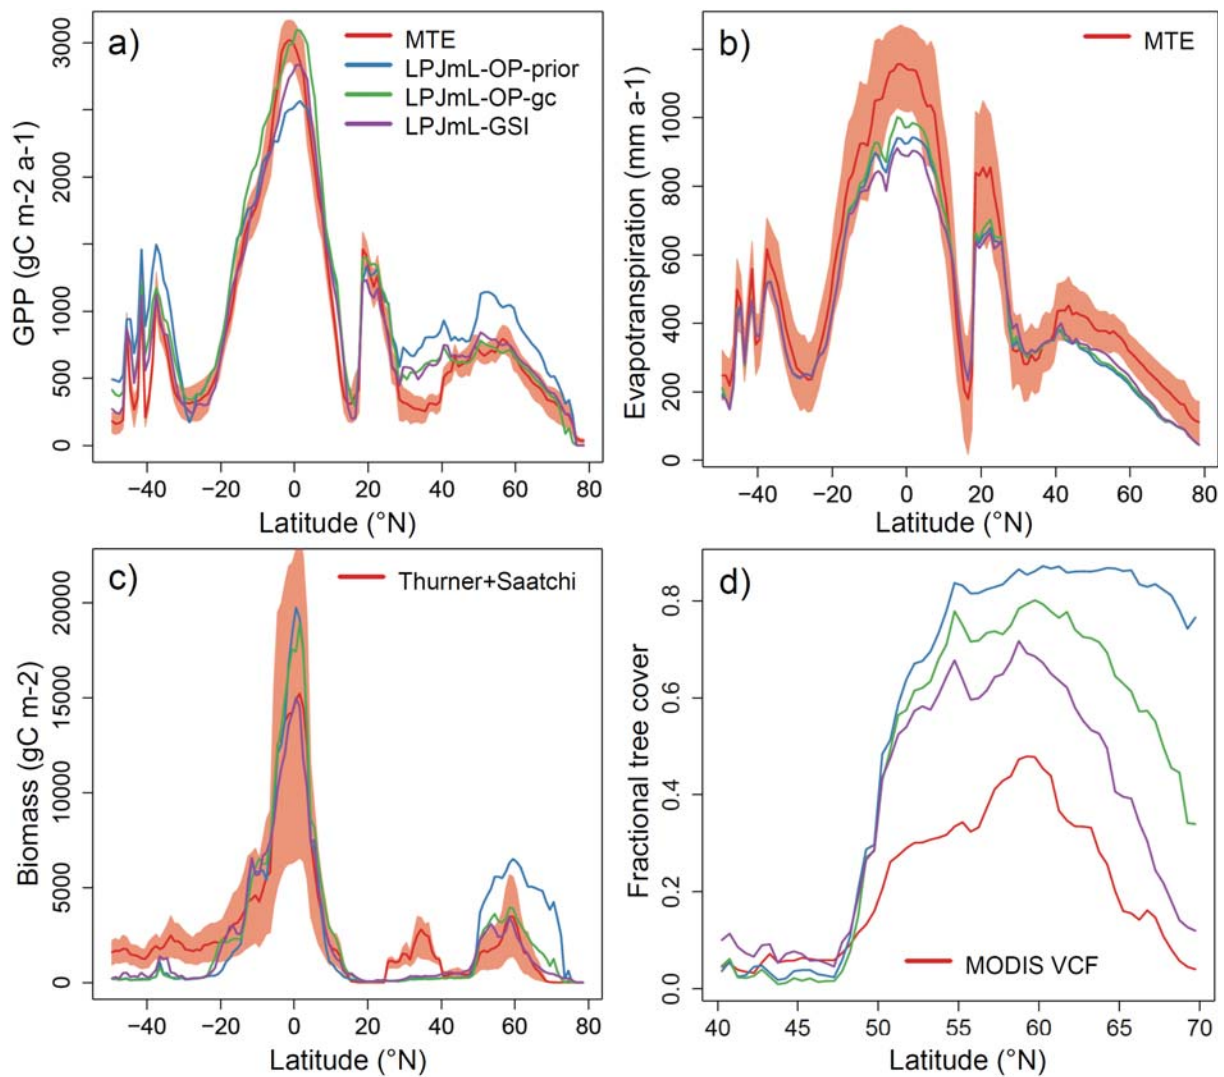 a)
MTE
LPJmL-OP-prior
LPJmL-OP-gc
LPJmL-GSI
GPP (gC m-2 a-1)
0 500 1000 2000 3000
−40 −20 0 20 40 60 80
Latitude (°N)
b)
MTE
Evapotranspiration (mm a-1)
0 200 400 600 800 1000
−40 −20 0 20 40 60 80
Latitude (°N)
c)
Thurner+Saatchi
Biomass (gC m-2)
0 5000 10000 15000 20000
−40 −20 0 20 40 60 80
Latitude (°N)
d)
MODIS VCF
Fractional tree cover
0.0 0.2 0.4 0.6 0.8
40 45 50 55 60 65 70
Latitude (°N)